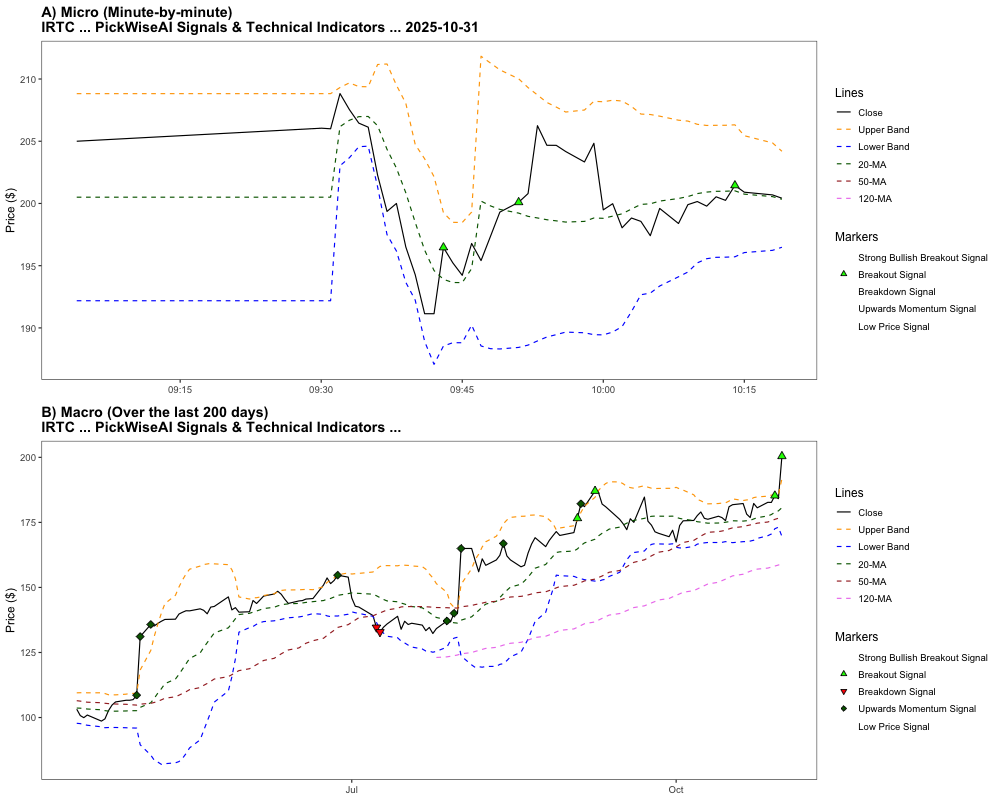 A) Micro (Minute-by-minute)
IRTC ... PickWiseAI Signals & Technical Indicators ... 2025-10-31
Price ($)
210
205
200
195
190
09:15
09:30
09:45
10:00
10:15
Lines
Close
Upper Band
Lower Band
20-MA
50-MA
120-MA
Markers
Strong Bullish Breakout Signal
Breakout Signal
Breakdown Signal
Upwards Momentum Signal
Low Price Signal
B) Macro (Over the last 200 days)
IRTC ... PickWiseAI Signals & Technical Indicators ...
Price ($)
200
175
150
125
100
Jul
Oct
Lines
Close
Upper Band
Lower Band
20-MA
50-MA
120-MA
Markers
Strong Bullish Breakout Signal
Breakout Signal
Breakdown Signal
Upwards Momentum Signal
Low Price Signal